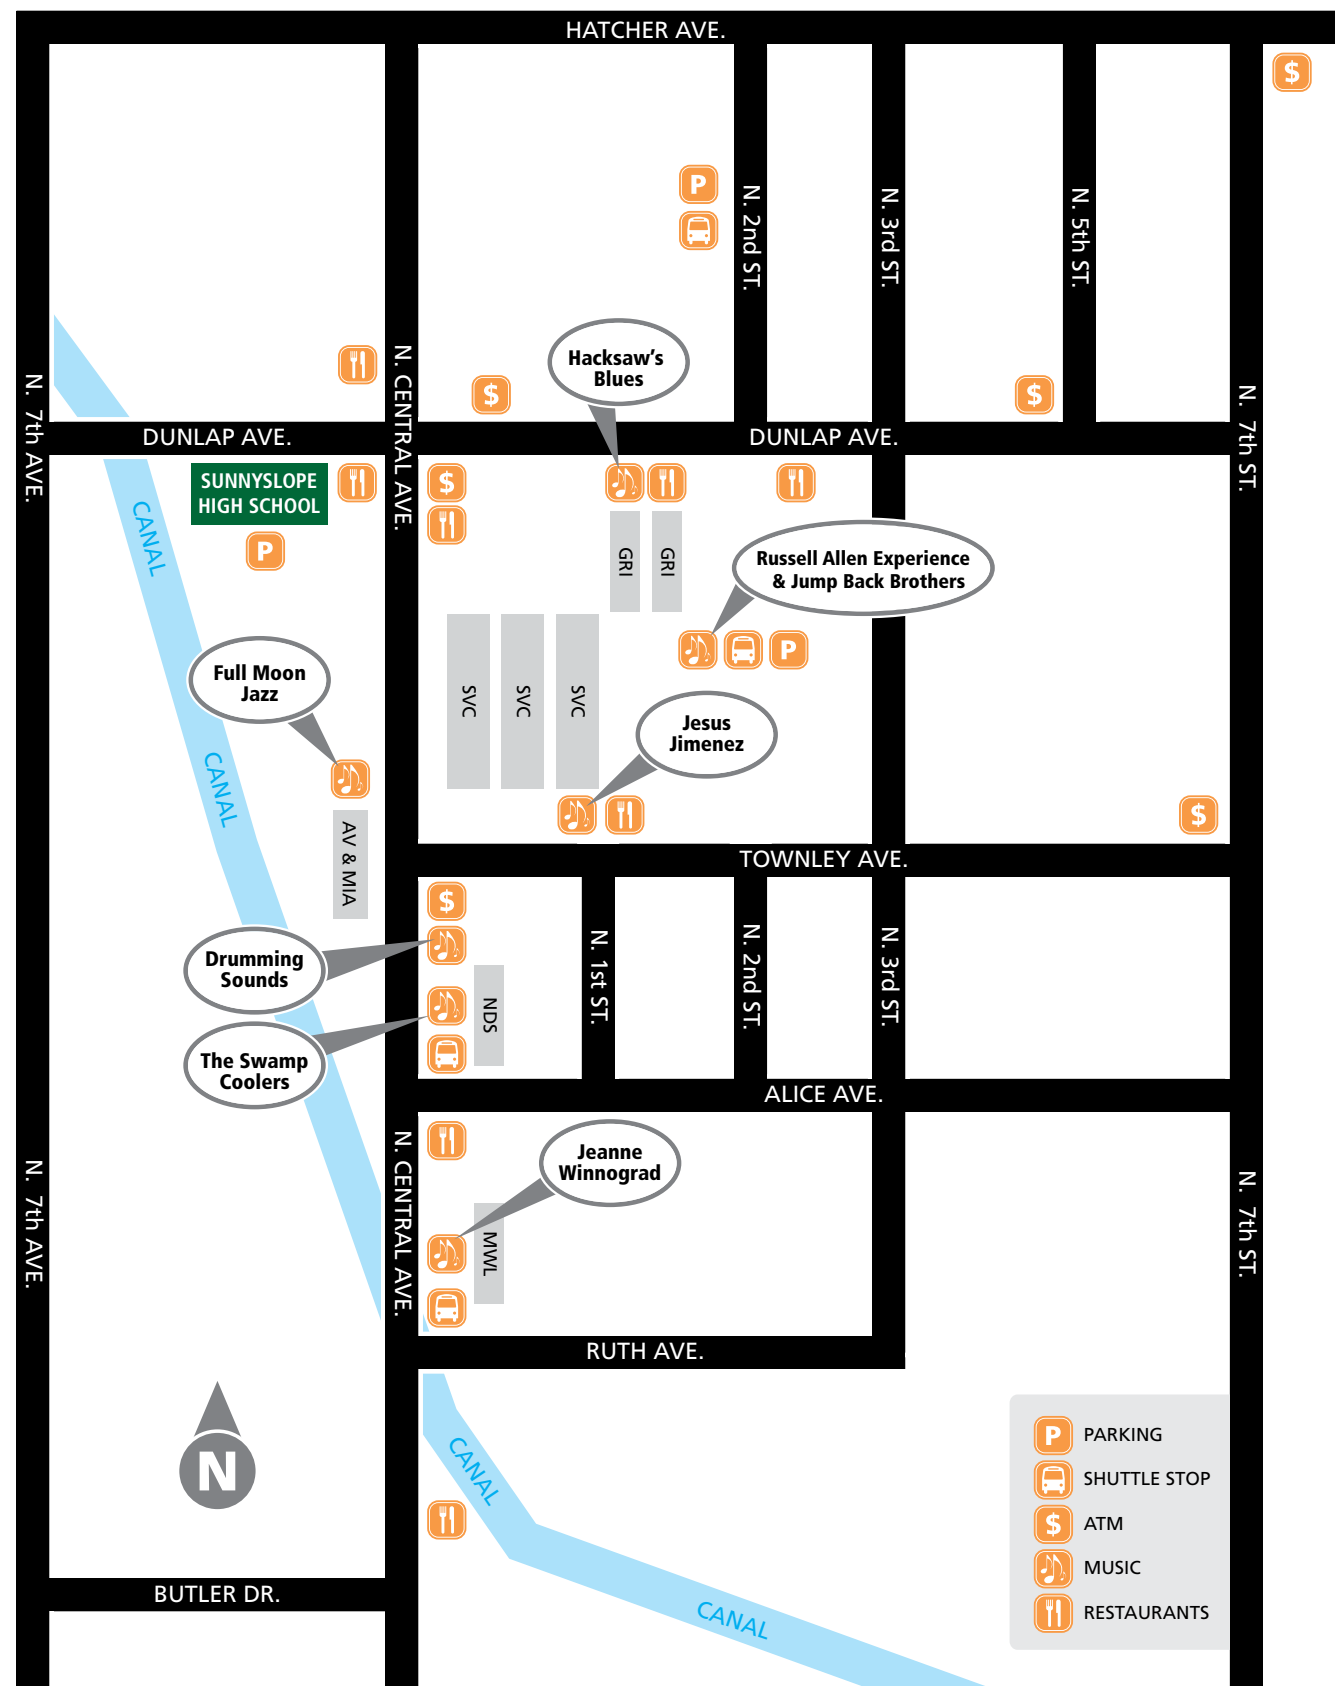 HATCHER AVE.
$
P
N. 2nd ST.
N. 3rd ST.
N. 5th ST.
Hacksaw's
Blues
N. 7th AVE.
N. CENTRAL AVE.
$
$
N. 7th ST.
DUNLAP AVE.
DUNLAP AVE.
SUNNYSLOPE
HIGH SCHOOL
$
CANAL
P
GRI
GRI
Russell Allen Experience
& Jump Back Brothers
P
Full Moon
Jazz
SVC
SVC
SVC
Jesus
Jimenez
CANAL
$
AV & MIA
TOWNLEY AVE.
$
Drumming
Sounds
N. 1st ST.
N. 2nd ST.
N. 3rd ST.
NDS
The Swamp
Coolers
ALICE AVE.
N. 7th AVE.
N. CENTRAL AVE.
Jeanne
Winnograd
N. 7th ST.
MWL
RUTH AVE.
N
CANAL
P PARKING
SHUTTLE STOP
$ ATM
MUSIC
RESTAURANTS
BUTLER DR.
CANAL